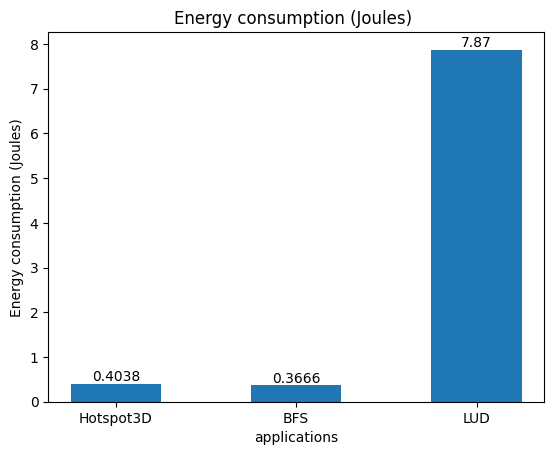 Energy consumption (Joules)
Energy consumption (Joules)
8
7
6
5
4
3
2
1
0
0.4038
0.3666
7.87
Hotspot3D
BFS
LUD
applications